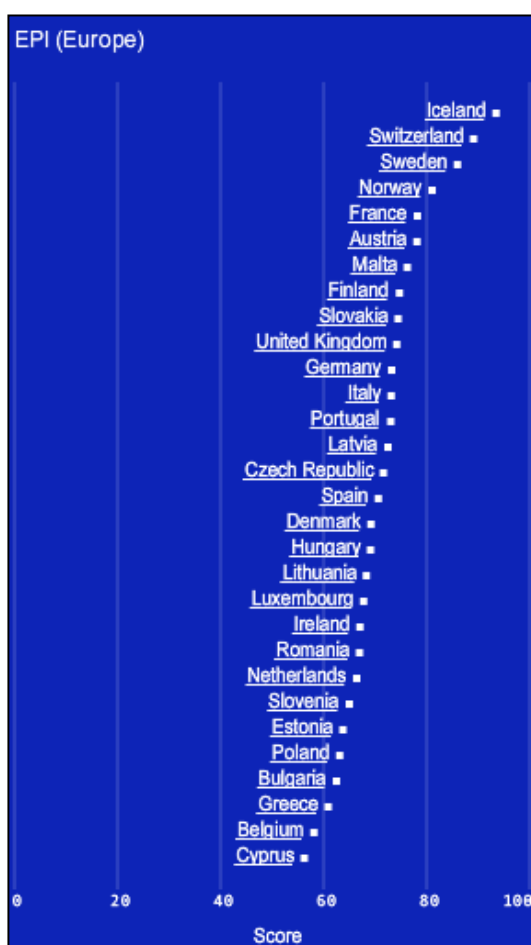 EPI (Europe)
Iceland
Switzerland
Sweden
Norway
France
Austria
Malta
Finland
Slovakia
United Kingdom
Germany
Italy
Portugal
Latvia
Czech Republic
Spain
Denmark
Hungary
Lithuania
Luxembourg
Ireland
Romania
Netherlands
Slovenia
Estonia
Poland
Bulgaria
Greece
Belgium
Cyprus
0 20 40 60 80 100
Score